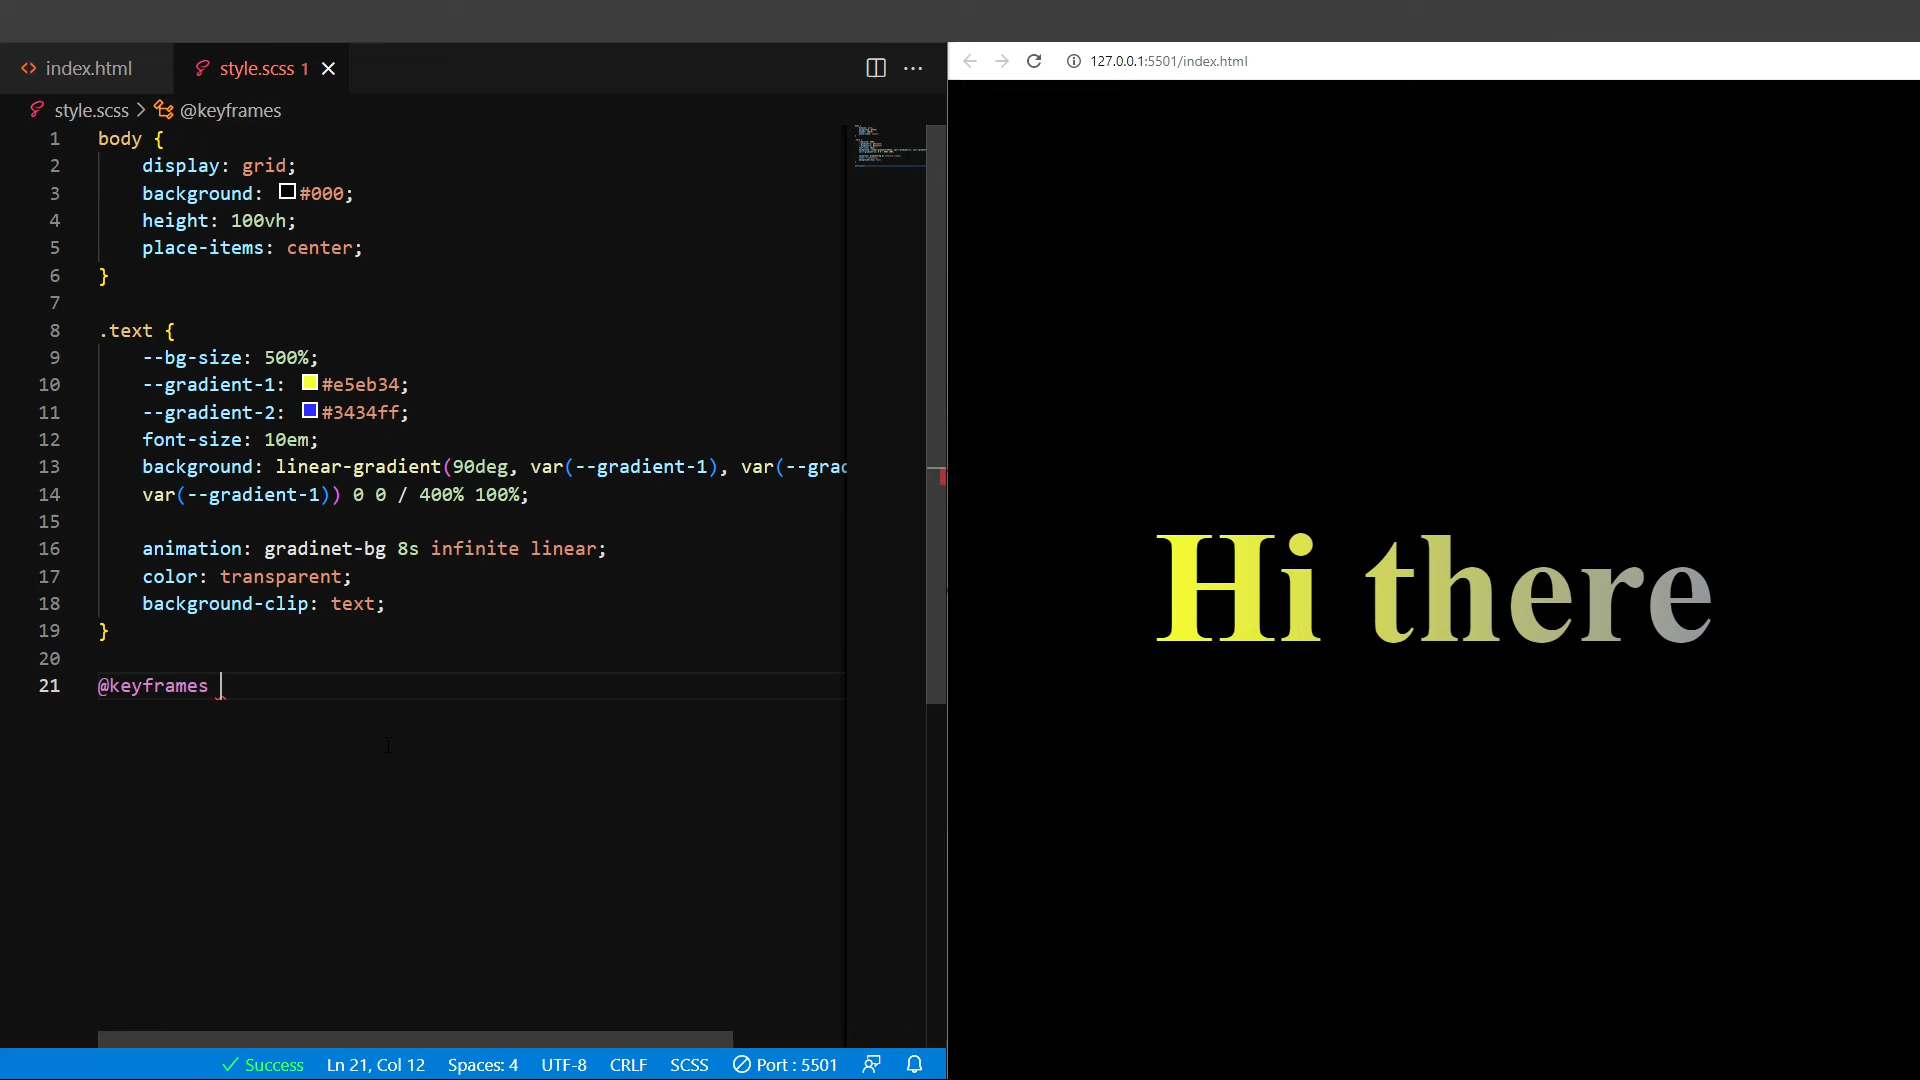 index.html
style.scss 1
127.0.0.1:5501/index.html
style.scss > @keyframes
1 body {
2 display: grid;
3 background: #000;
4 height: 100vh;
5 place-items: center;
6 }
7
8 .text {
9 --bg-size: 500%;
10 --gradient-1: #e5eb34;
11 --gradient-2: #3434ff;
12 font-size: 10em;
13 background: linear-gradient(90deg, var(--gradient-1), var(--grad
14 var(--gradient-1)) 0 0 / 400% 100%;
15
16 animation: gradinet-bg 8s infinite linear;
17 color: transparent;
18 background-clip: text;
19 }
20
21 @keyframes
Hi there
Success Ln 21, Col 12 Spaces: 4 UTF-8 CRLF SCSS Port : 5501